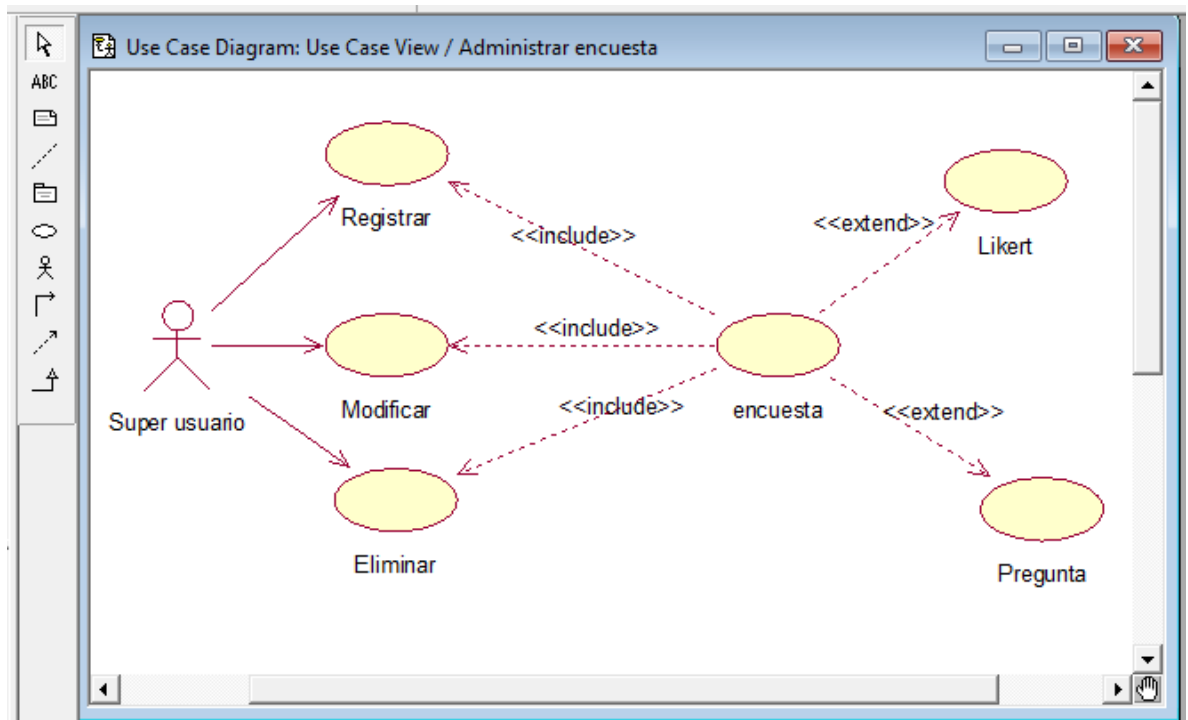 Use Case Diagram: Use Case View / Administrar encuesta
ABC
Registrar
<<include>>
<<extend>>
Likert
<<include>>
Super usuario
Modificar
<<include>>
encuesta
<<extend>>
Eliminar
Pregunta